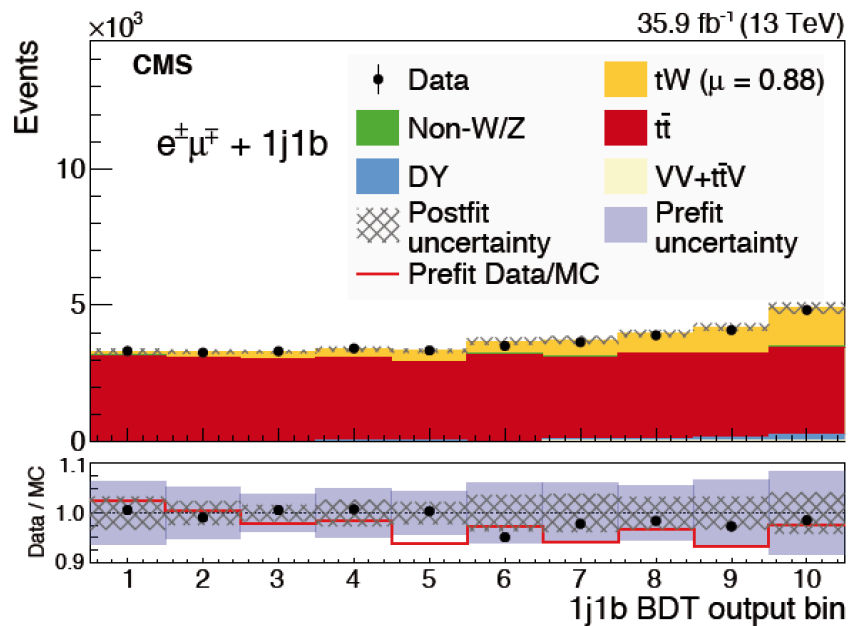 ×10³
35.9 fb⁻¹ (13 TeV)
CMS
Events
e±μ∓ + 1j1b
Data
tW (μ = 0.88)
Non-W/Z
tt̄
DY
VV+tt̄V
Postfit uncertainty
Prefit uncertainty
Prefit Data/MC
10
5
0
Data / MC
1.1
1.0
0.9
1 2 3 4 5 6 7 8 9 10
1j1b BDT output bin